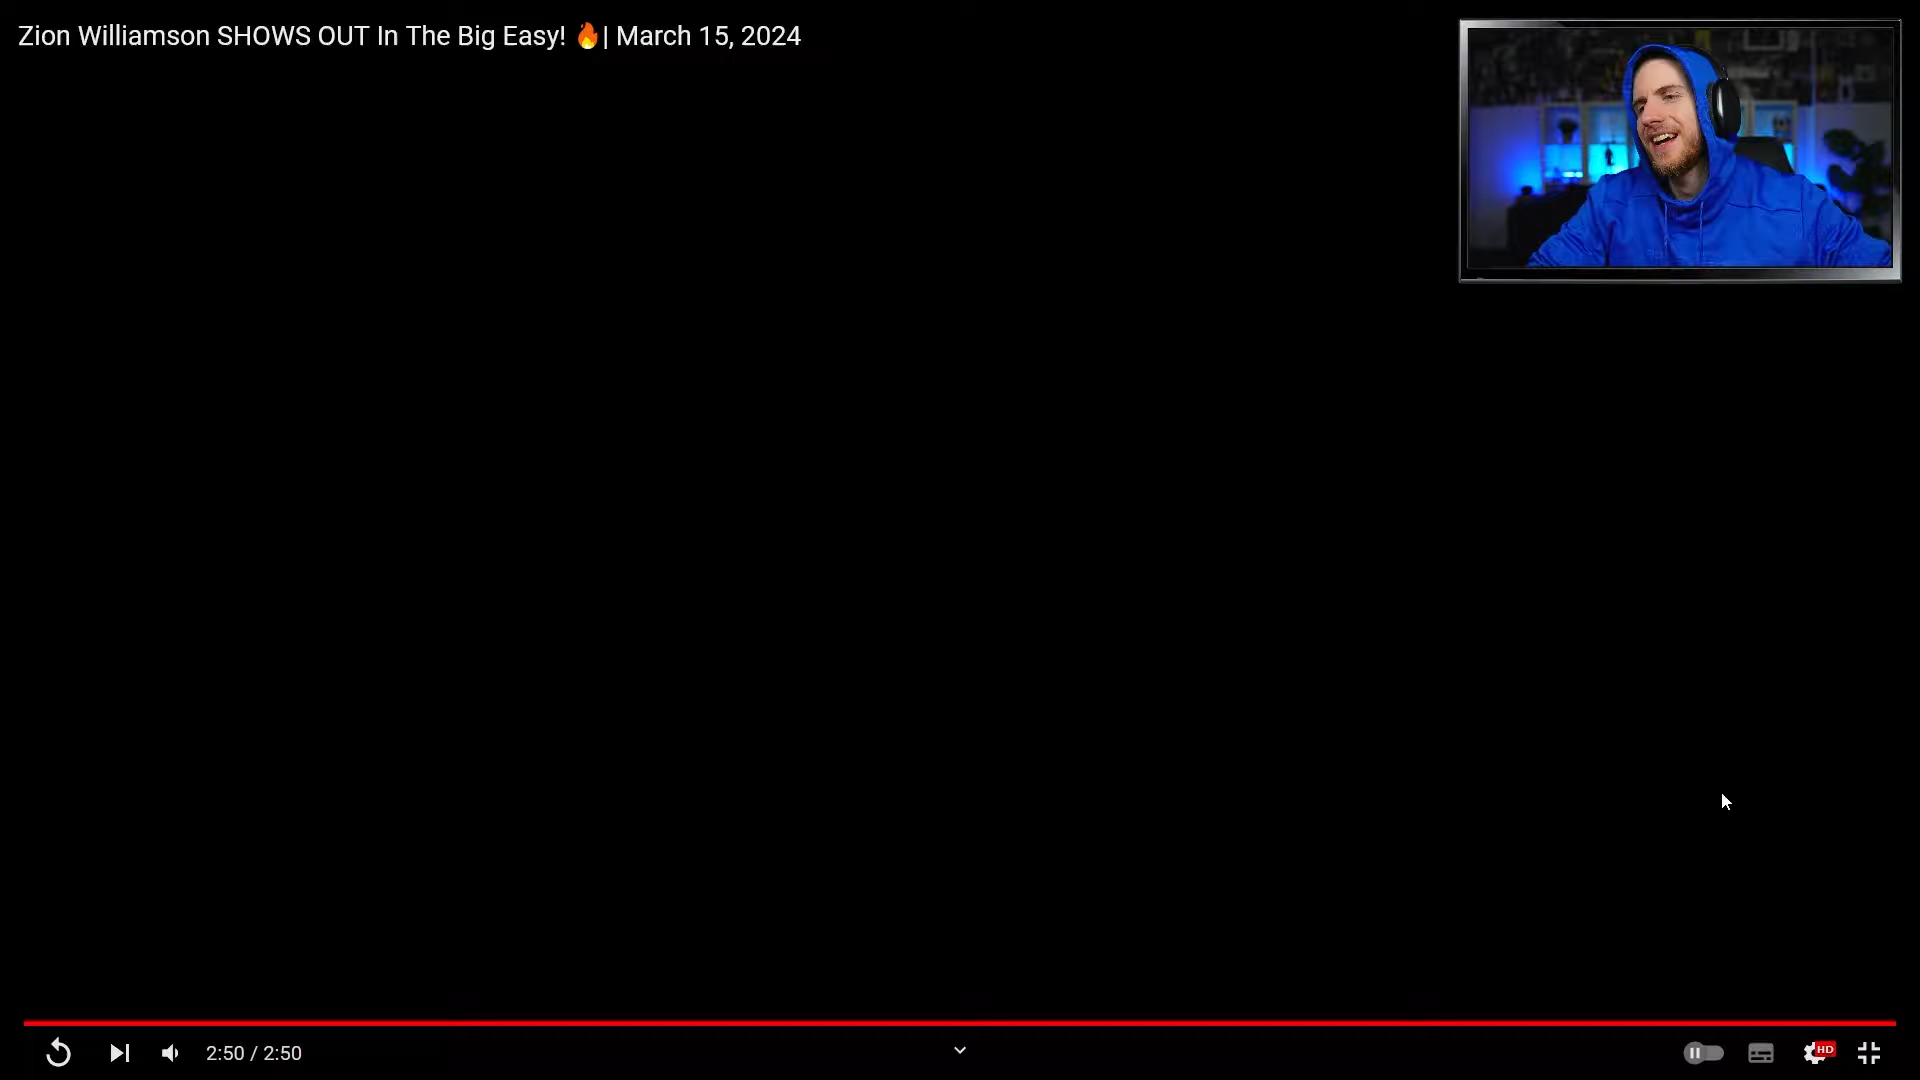 Zion Williamson SHOWS OUT In The Big Easy! 🔥| March 15, 2024
2:50 / 2:50
HD